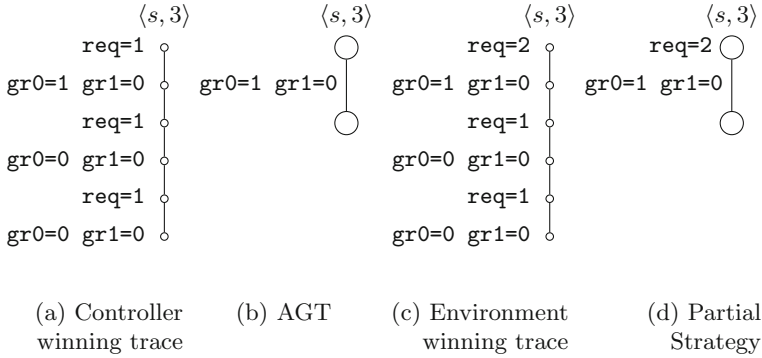 ⟨s, 3⟩ ⟨s, 3⟩ ⟨s, 3⟩ ⟨s, 3⟩
req=1 req=2 req=2
gr0=1 gr1=0 gr0=1 gr1=0 gr0=1 gr1=0 gr0=1 gr1=0
req=1 req=1
gr0=0 gr1=0 gr0=0 gr1=0
req=1 req=1
gr0=0 gr1=0 gr0=0 gr1=0
(a) Controller (b) AGT (c) Environment (d) Partial
winning trace winning trace Strategy